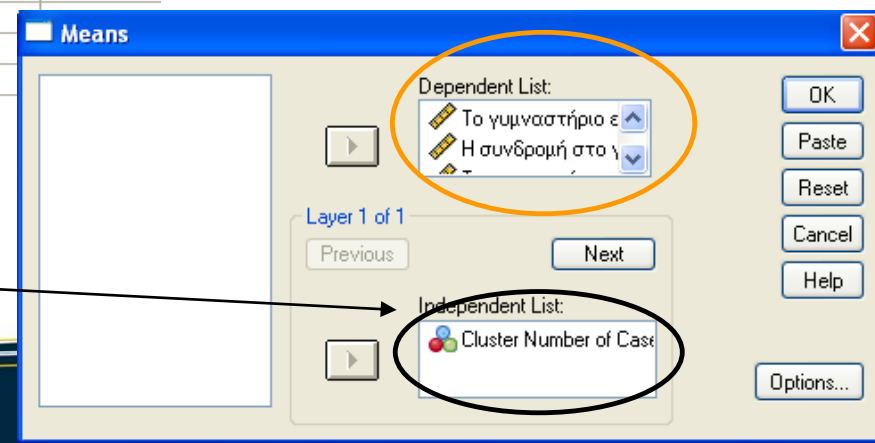 Means
Dependent List:
Το γυμναστήριο ε
Η συνδρομή στο γ
OK
Paste
Reset
Cancel
Help
Layer 1 of 1
Previous
Next
Independent List:
Cluster Number of Case
Options...